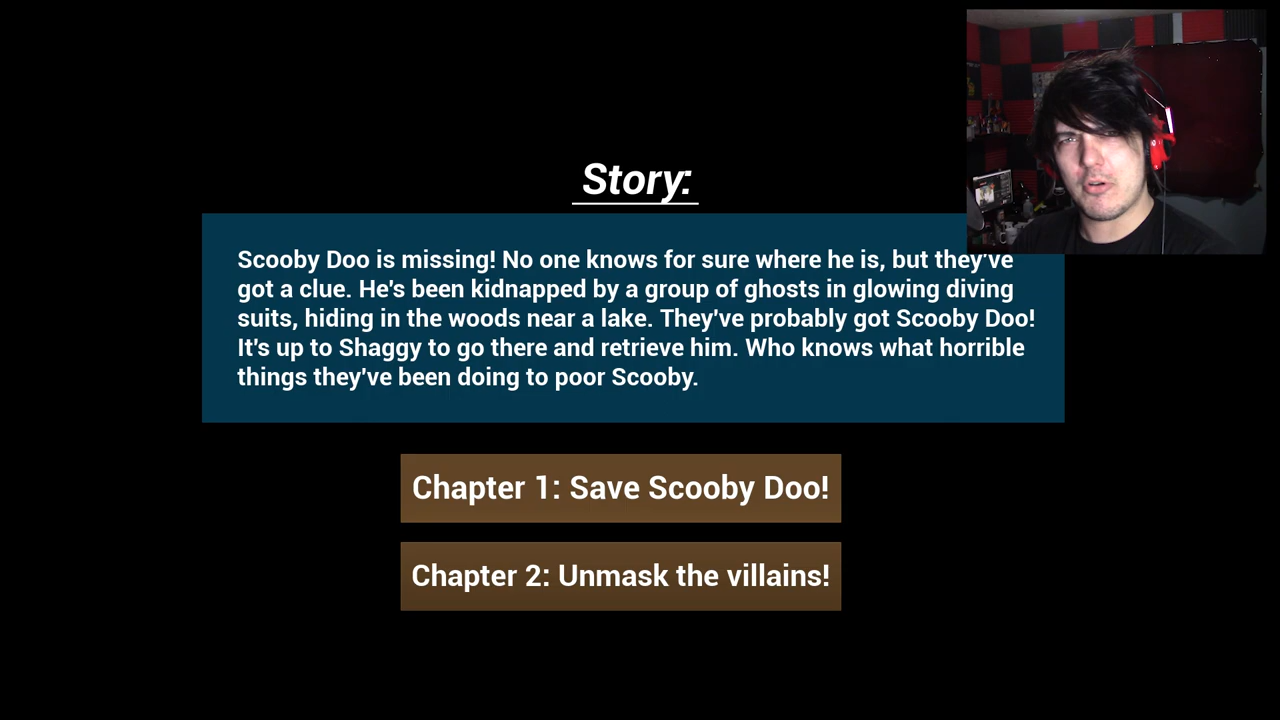 Story:
Scooby Doo is missing! No one knows for sure where he is, but they've
got a clue. He's been kidnapped by a group of ghosts in glowing diving
suits, hiding in the woods near a lake. They've probably got Scooby Doo!
It's up to Shaggy to go there and retrieve him. Who knows what horrible
things they've been doing to poor Scooby.
Chapter 1: Save Scooby Doo!
Chapter 2: Unmask the villains!